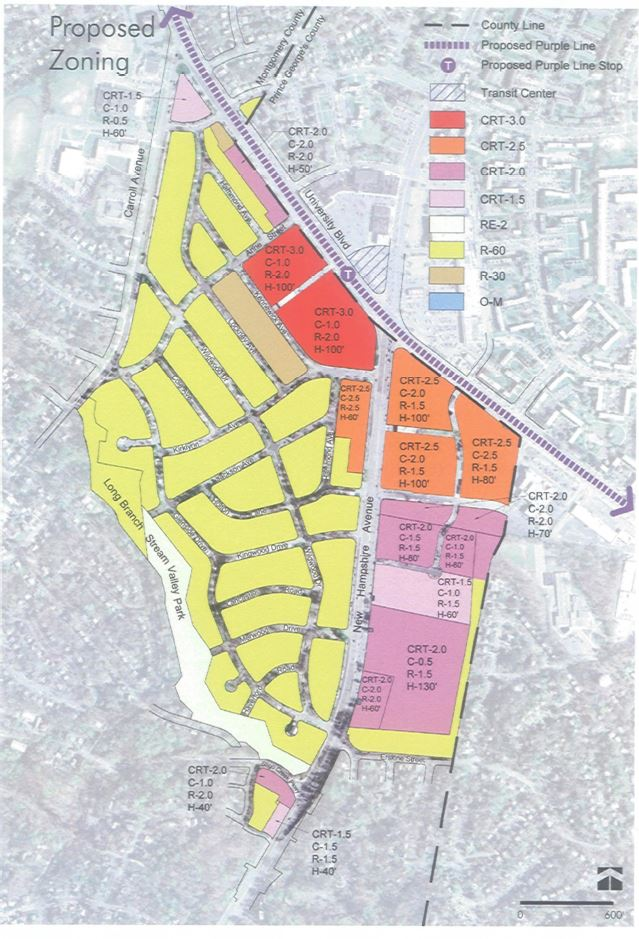 Proposed
Zoning
County Line
Proposed Purple Line
Proposed Purple Line Stop
T
Transit Center
CRT-3.0
CRT-2.5
CRT-2.0
CRT-1.5
RE-2
R-60
R-30
O-M
Montgomery County
Prince George's County
CRT-1.5
C-1.0
R-0.5
H-60'
CRT-2.0
C-2.0
R-2.0
H-50'
Carroll Avenue
University Blvd
T
CRT-3.0
C-1.0
R-2.0
H-100'
CRT-3.0
C-1.0
R-2.0
H-100'
CRT-2.5
C-2.5
R-2.5
H-60'
CRT-2.5
C-2.0
R-1.5
H-100'
CRT-2.5
C-2.0
R-1.5
H-100'
CRT-2.5
C-2.5
R-1.5
H-80'
CRT-2.0
C-2.0
R-2.0
H-70'
CRT-2.0
C-1.5
R-1.5
H-80'
CRT-2.0
C-1.0
R-1.5
CRT-1.5
C-1.0
R-1.5
H-60'
CRT-2.0
C-0.5
R-1.5
H-130'
CRT-2.0
C-2.0
R-2.0
H-60'
New Hampshire Avenue
Long Branch Stream Valley Park
Kingwood Drive
Merwood Drive
Erskine Street
CRT-2.0
C-1.0
R-2.0
H-40'
CRT-1.5
C-1.5
R-1.5
H-40'
0 600'